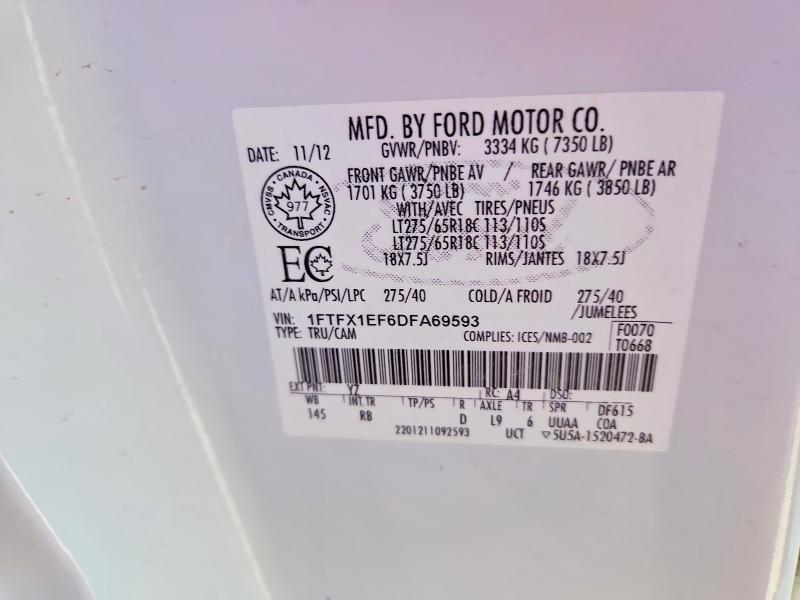 MFD. BY FORD MOTOR CO.
DATE: 11/12 GVWR/PNBV: 3334 KG ( 7350 LB)
FRONT GAWR/PNBE AV / REAR GAWR/ PNBE AR
1701 KG ( 3750 LB) 1746 KG ( 3850 LB)
WITH/AVEC TIRES/PNEUS
LT275/65R18C 113/110S
LT275/65R18C 113/110S
18X7.5J RIMS/JANTES 18X7.5J
CMVSS · CANADA · NSVAC
977
TRANSPORT
EC
AT/A kPa/PSI/LPC 275/40 COLD/A FROID 275/40
/JUMELEES
VIN: 1FTFX1EF6DFA69593
TYPE: TRU/CAM COMPLIES: ICES/NMB-002 F0070
T0668
EXT PNT: YZ RC: A4 DSO:
WB INT TR TP/PS R AXLE TR SPR DF615
145 RB D L9 6 UUAA COA
2201211092593 UCT ▽5U5A-1520472-BA